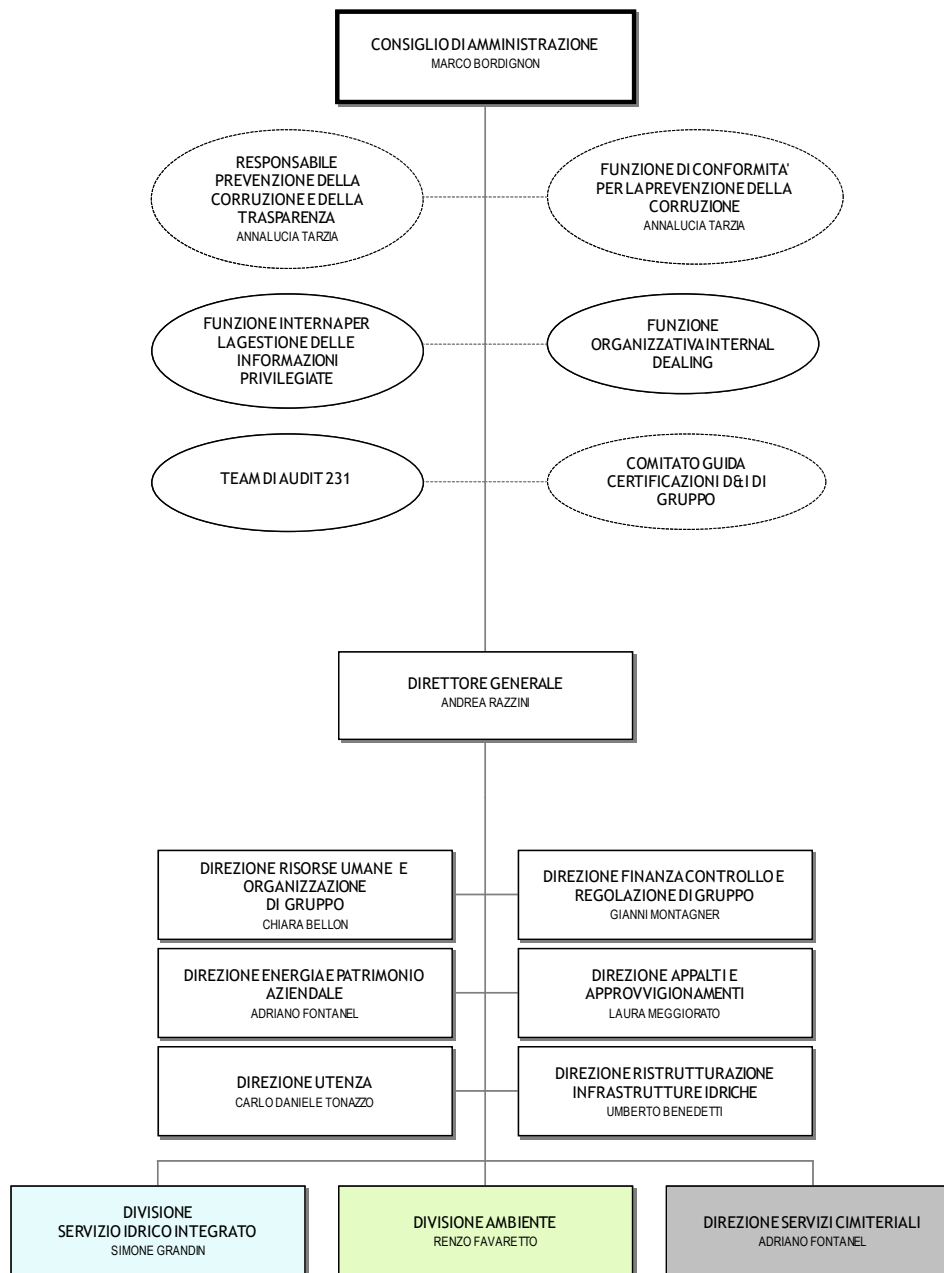 CONSIGLIO DI AMMINISTRAZIONE
MARCO BORDIGNON
RESPONSABILE
PREVENZIONE DELLA
CORRUZIONE E DELLA
TRASPARENZA
ANNALUCIA TARZIA
FUNZIONE DI CONFORMITA'
PER LA PREVENZIONE DELLA
CORRUZIONE
ANNALUCIA TARZIA
FUNZIONE INTERNA PER
LA GESTIONE DELLE
INFORMAZIONI
PRIVILEGIATE
FUNZIONE
ORGANIZZATIVA INTERNAL
DEALING
TEAM DI AUDIT 231
COMITATO GUIDA
CERTIFICAZIONI D&I DI
GRUPPO
DIRETTORE GENERALE
ANDREA RAZZINI
DIREZIONE RISORSE UMANE E
ORGANIZZAZIONE
DI GRUPPO
CHIARA BELLON
DIREZIONE FINANZA CONTROLLO E
REGOLAZIONE DI GRUPPO
GIANNI MONTAGNER
DIREZIONE ENERGIA E PATRIMONIO
AZIENDALE
ADRIANO FONTANEL
DIREZIONE APPALTI E
APPROVVIGIONAMENTI
LAURA MEGGIORATO
DIREZIONE UTENZA
CARLO DANIELE TONAZZO
DIREZIONE RISTRUTTURAZIONE
INFRASTRUTTURE IDRICHE
UMBERTO BENEDETTI
DIVISIONE
SERVIZIO IDRICO INTEGRATO
SIMONE GRANDIN
DIVISIONE AMBIENTE
RENZO FAVARETTO
DIREZIONE SERVIZI CIMITERIALI
ADRIANO FONTANEL